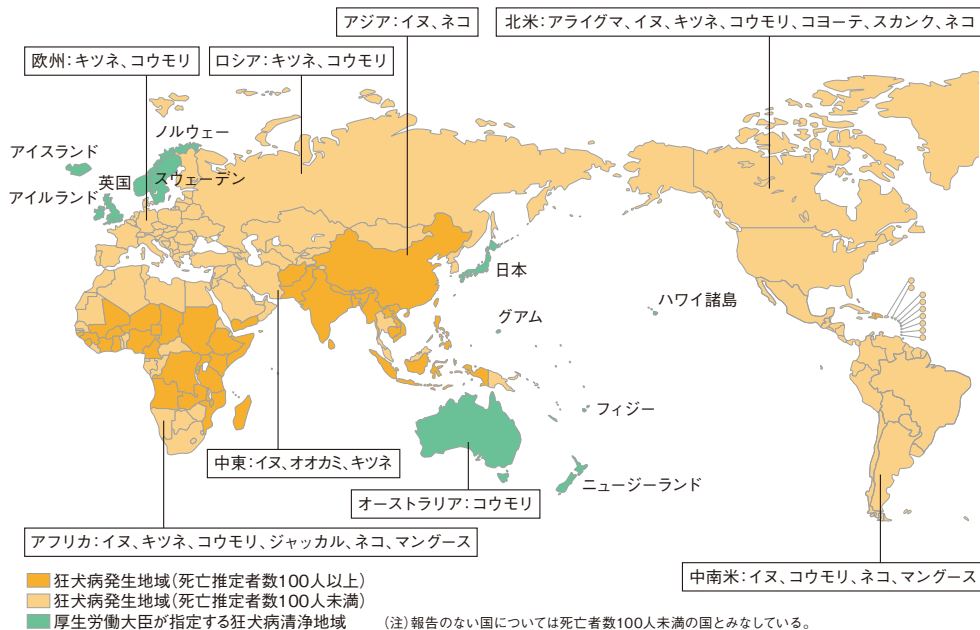 アジア：イヌ、ネコ
北米：アライグマ、イヌ、キツネ、コウモリ、コヨーテ、スカンク、ネコ
欧州：キツネ、コウモリ
ロシア：キツネ、コウモリ
ノルウェー
アイスランド
英国
スウェーデン
アイルランド
日本
ハワイ諸島
グアム
フィジー
中東：イヌ、オオカミ、キツネ
ニュージーランド
オーストラリア：コウモリ
アフリカ：イヌ、キツネ、コウモリ、ジャッカル、ネコ、マングース
中南米：イヌ、コウモリ、ネコ、マングース
狂犬病発生地域（死亡推定者数100人以上）
狂犬病発生地域（死亡推定者数100人未満）
厚生労働大臣が指定する狂犬病清浄地域
（注）報告のない国については死亡者数100人未満の国とみなしている。